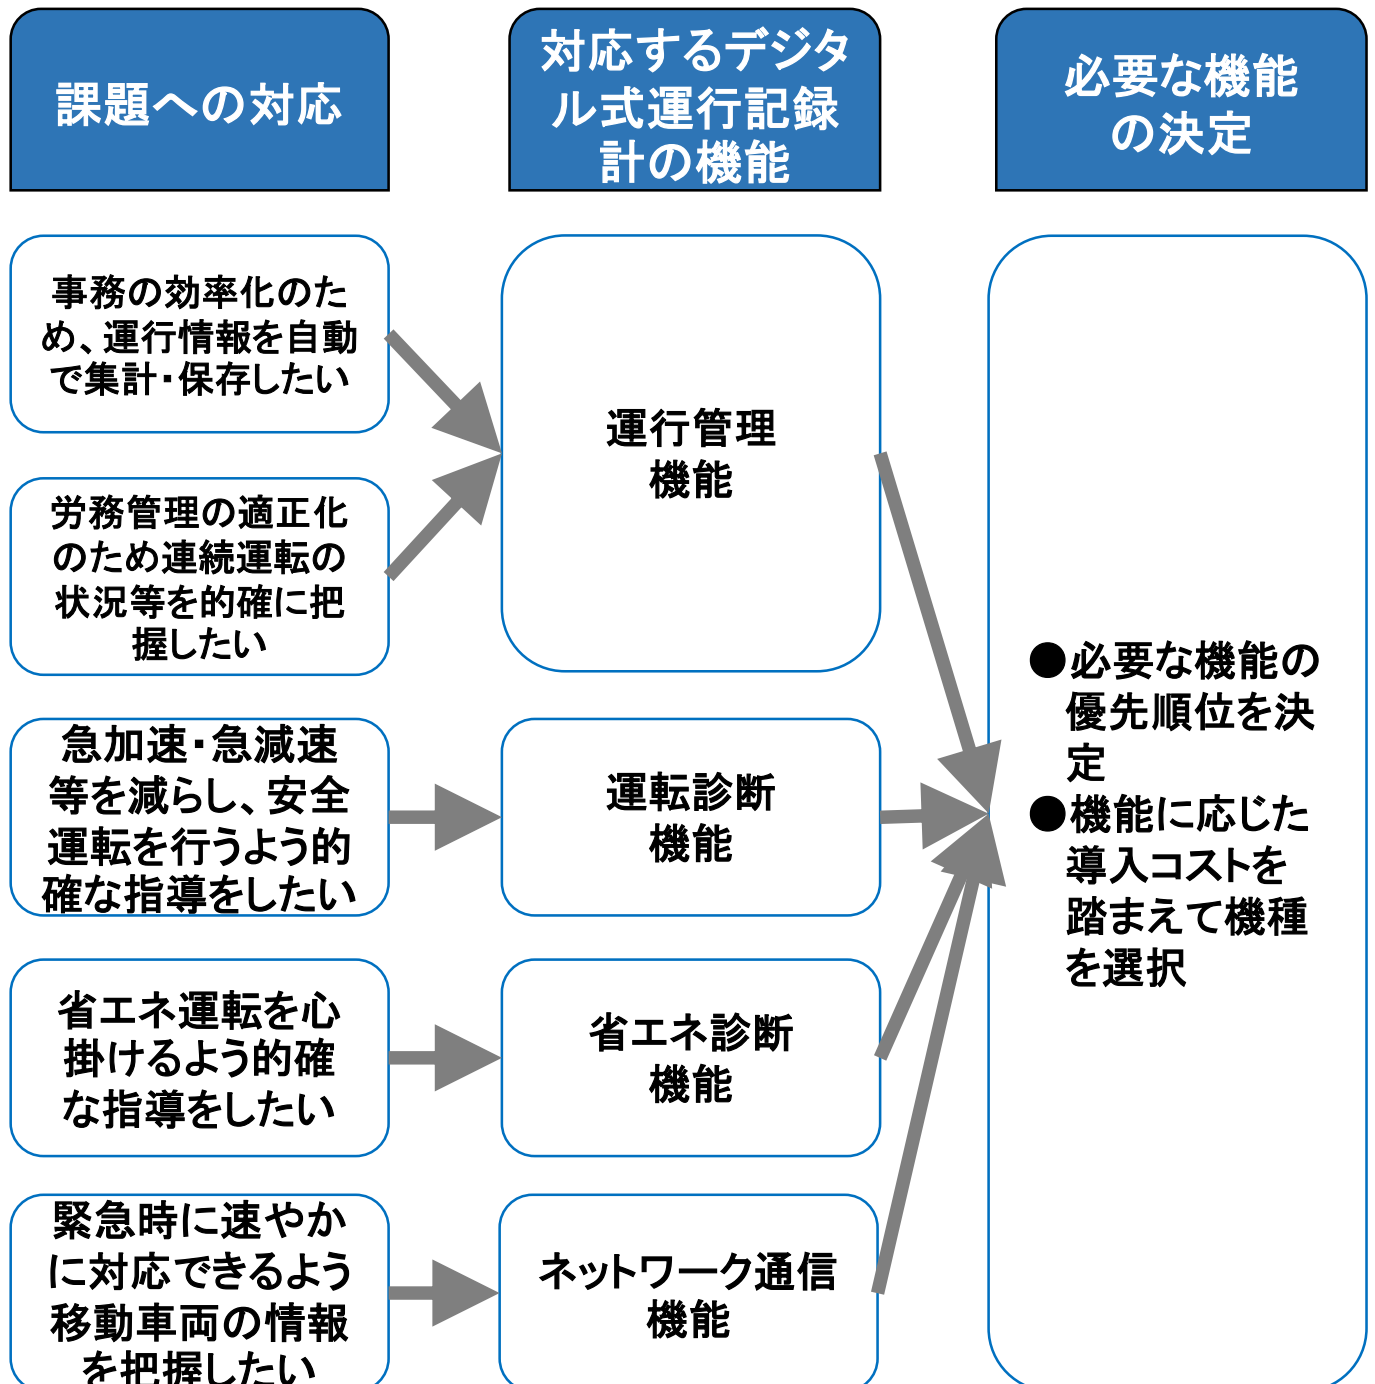 課題への対応
対応するデジタ
ル式運行記録
計の機能
必要な機能
の決定
事務の効率化のた
め、運行情報を自動
で集計・保存したい
労務管理の適正化
のため連続運転の
状況等を的確に把
握したい
急加速・急減速
等を減らし、安全
運転を行うよう的
確な指導をしたい
省エネ運転を心
掛けるよう的確
な指導をしたい
緊急時に速やか
に対応できるよう
移動車両の情報
を把握したい
運行管理
機能
運転診断
機能
省エネ診断
機能
ネットワーク通信
機能
●必要な機能の
優先順位を決
定
●機能に応じた
導入コストを
踏まえて機種
を選択